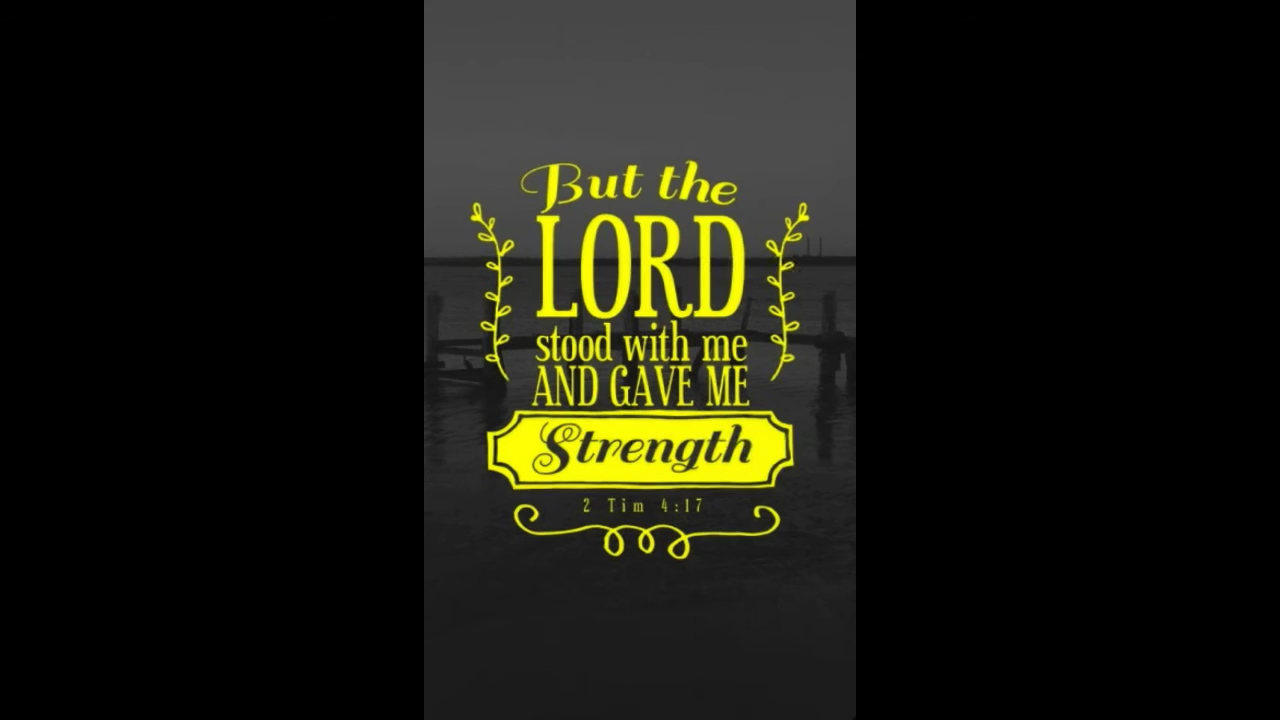 But the
LORD
stood with me
AND GAVE ME
Strength
2 Tim 4:17